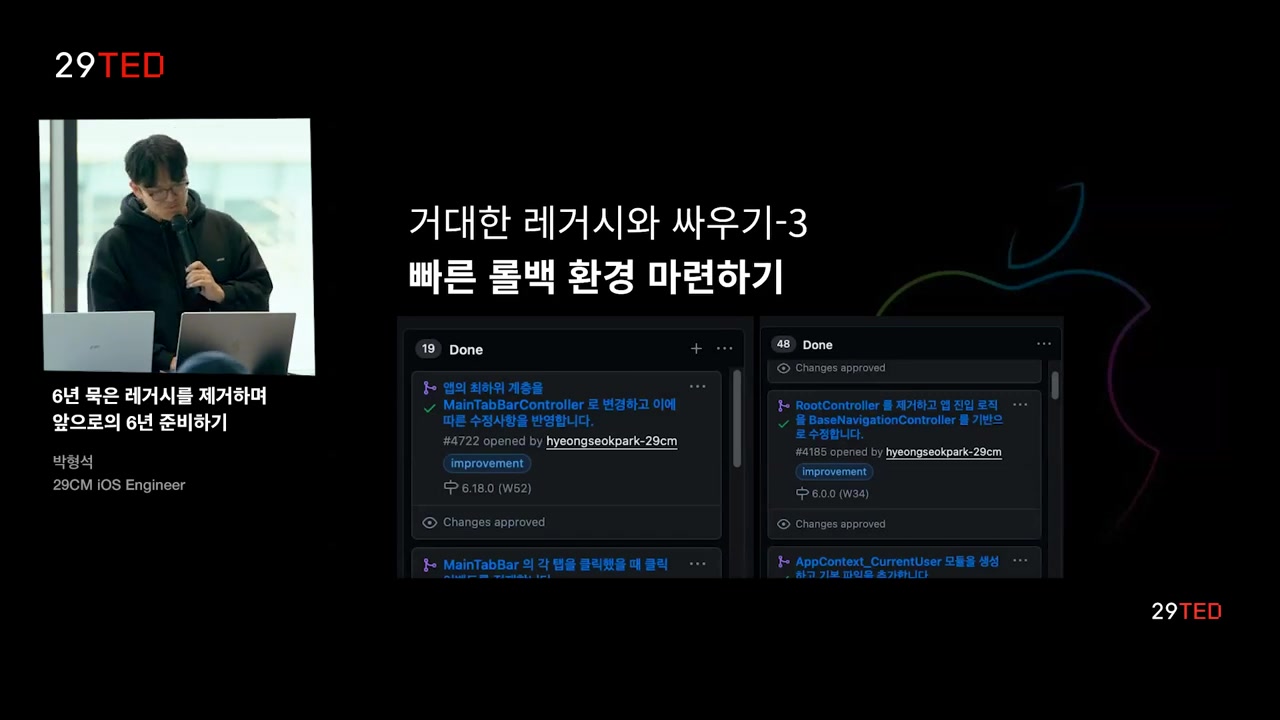 29TED
6년 묵은 레거시를 제거하며
앞으로의 6년 준비하기
박형석
29CM iOS Engineer
거대한 레거시와 싸우기-3
빠른 롤백 환경 마련하기
19 Done
앱의 최하위 계층을
MainTabBarController 로 변경하고 이에
따른 수정사항을 반영합니다.
#4722 opened by hyeongseokpark-29cm
improvement
6.18.0 (W52)
Changes approved
MainTabBar 의 각 탭을 클릭했을 때 클릭
48 Done
Changes approved
RootController 를 제거하고 앱 진입 로직
을 BaseNavigationController 를 기반으
로 수정합니다.
#4185 opened by hyeongseokpark-29cm
improvement
6.0.0 (W34)
Changes approved
AppContext_CurrentUser 모듈을 생성
하고 기본 파일을 추가합니다
29TED